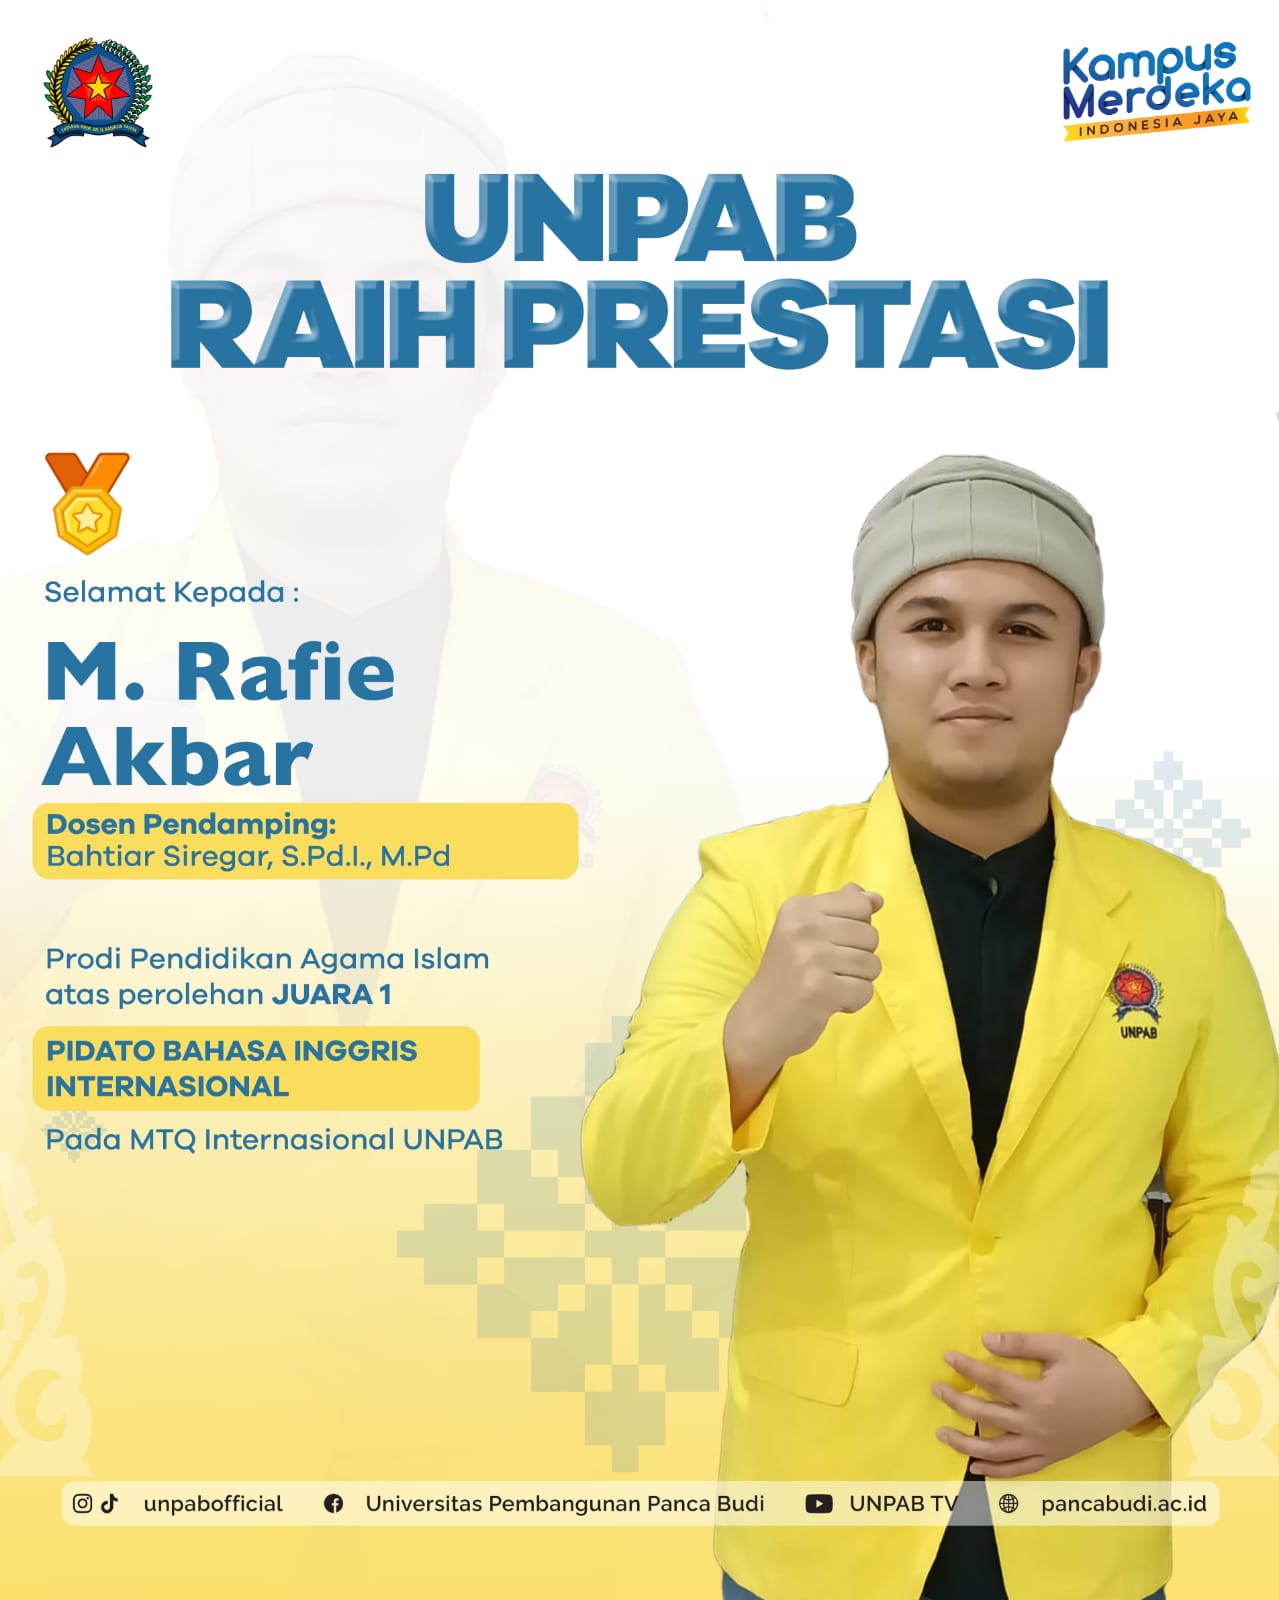 Kampus
Merdeka
INDONESIA JAYA
UNPAB
RAIH PRESTASI
Selamat Kepada :
M. Rafie
Akbar
Dosen Pendamping:
Bahtiar Siregar, S.Pd.I., M.Pd
Prodi Pendidikan Agama Islam
atas perolehan JUARA 1
PIDATO BAHASA INGGRIS
INTERNASIONAL
Pada MTQ Internasional UNPAB
UNPAB
unpabofficial Universitas Pembangunan Panca Budi UNPAB TV pancabudi.ac.id